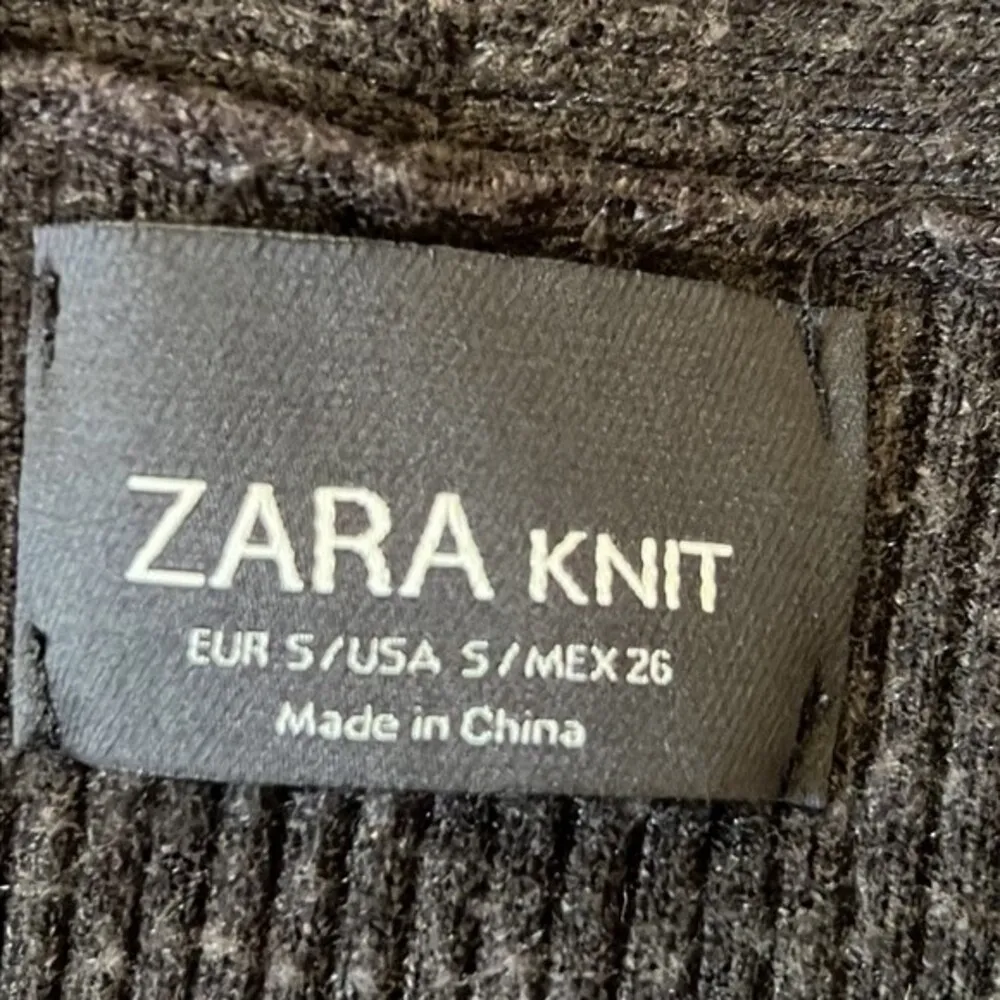 ZARA KNIT
EUR S/USA S/MEX 26
Made in China